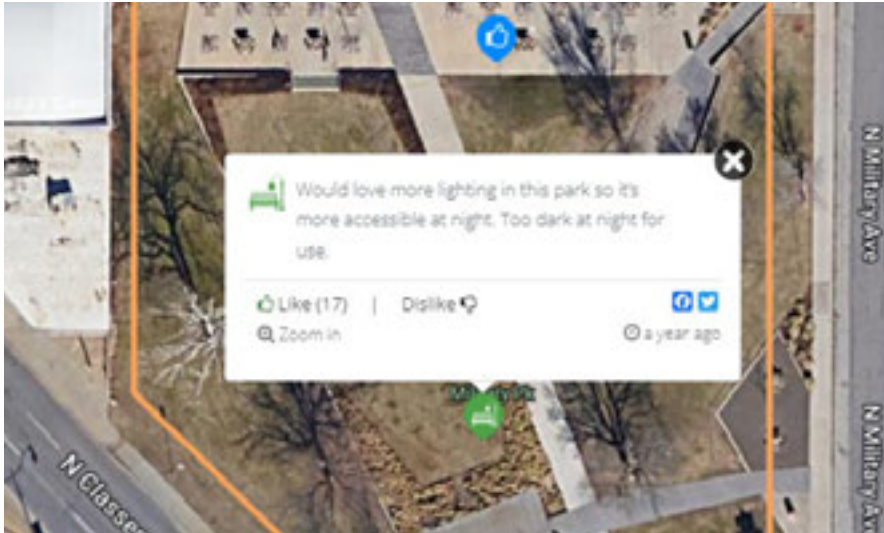 Would love more lighting in this park so it's
more accessible at night. Too dark at night for
use.
Like (17) | Dislike
Zoom in
a year ago
N Military Ave
N Military Ave
N Classen